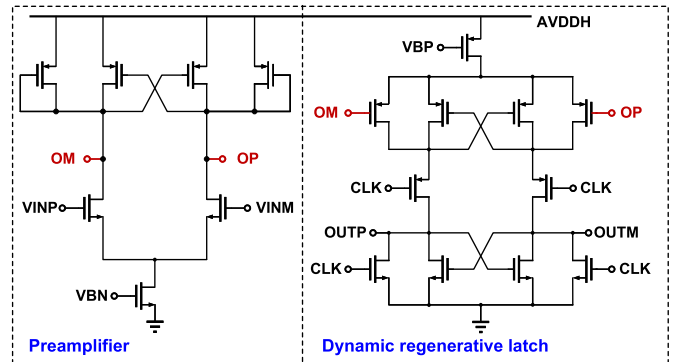 AVDDH
VBP
OM
OP
OM
OP
CLK
CLK
VINP
VINM
OUTP
OUTM
CLK
CLK
VBN
Preamplifier
Dynamic regenerative latch